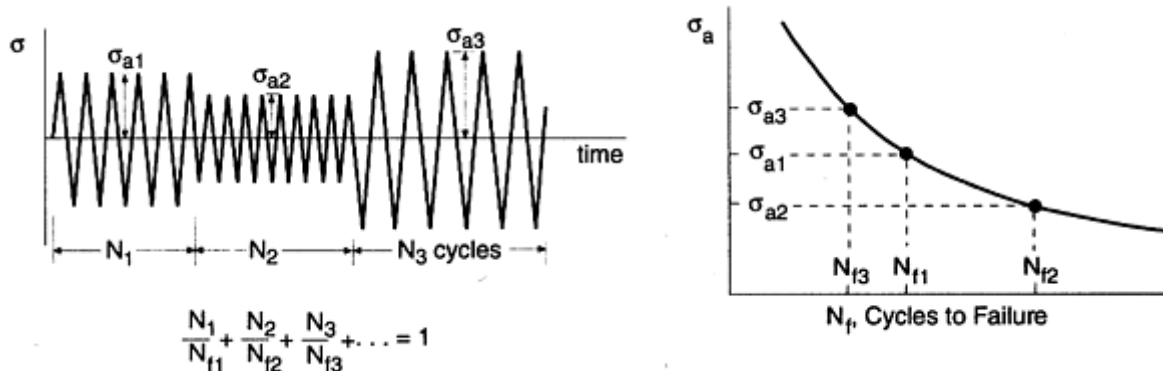 σ
σa1
σa2
σa3
time
N1
N2
N3 cycles
N1/Nf1 + N2/Nf2 + N3/Nf3 + . . . = 1
σa
σa3
σa1
σa2
Nf3
Nf1
Nf2
Nf, Cycles to Failure